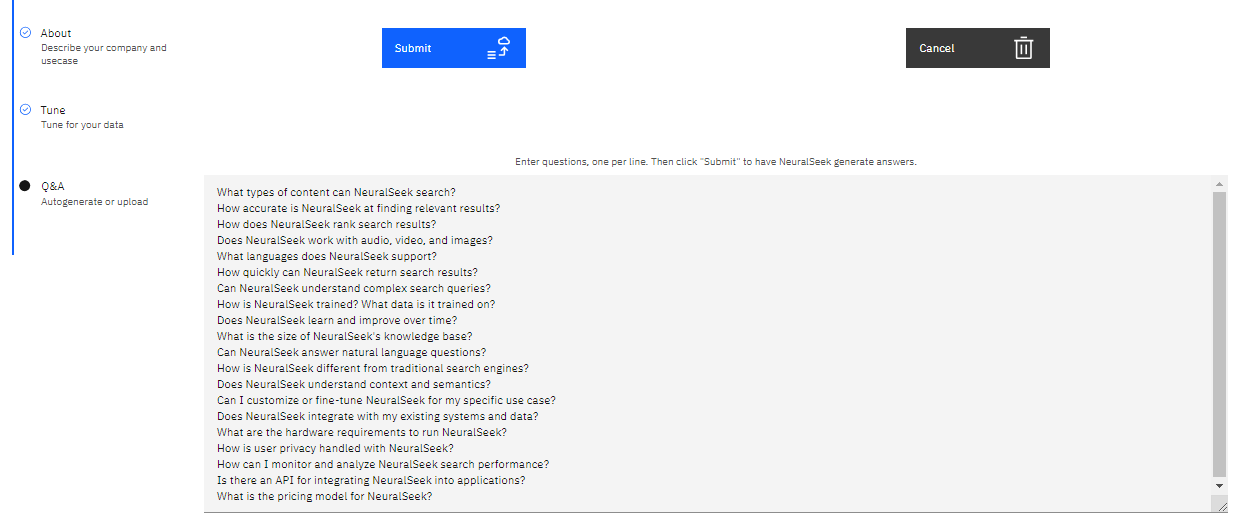 About
Describe your company and
usecase
Tune
Tune for your data
Q&A
Autogenerate or upload
Submit
Cancel
Enter questions, one per line. Then click "Submit" to have NeuralSeek generate answers.
What types of content can NeuralSeek search?
How accurate is NeuralSeek at finding relevant results?
How does NeuralSeek rank search results?
Does NeuralSeek work with audio, video, and images?
What languages does NeuralSeek support?
How quickly can NeuralSeek return search results?
Can NeuralSeek understand complex search queries?
How is NeuralSeek trained? What data is it trained on?
Does NeuralSeek learn and improve over time?
What is the size of NeuralSeek's knowledge base?
Can NeuralSeek answer natural language questions?
How is NeuralSeek different from traditional search engines?
Does NeuralSeek understand context and semantics?
Can I customize or fine-tune NeuralSeek for my specific use case?
Does NeuralSeek integrate with my existing systems and data?
What are the hardware requirements to run NeuralSeek?
How is user privacy handled with NeuralSeek?
How can I monitor and analyze NeuralSeek search performance?
Is there an API for integrating NeuralSeek into applications?
What is the pricing model for NeuralSeek?